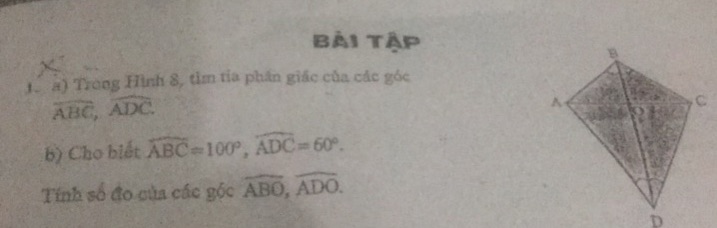 BÀI TẬP
1. a) Trong Hình 8, tìm tia phân giác của các góc
ABC, ADC.
b) Cho biết ABC = 100°, ADC = 60°.
Tính số đo của các góc ABO, ADO.
B
A
C
O
D